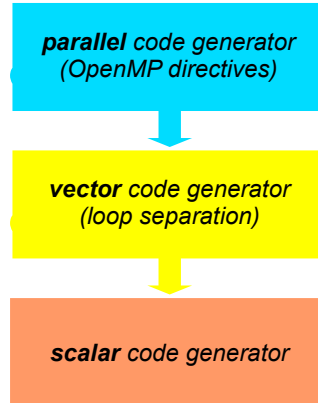 parallel code generator
(OpenMP directives)
vector code generator
(loop separation)
scalar code generator